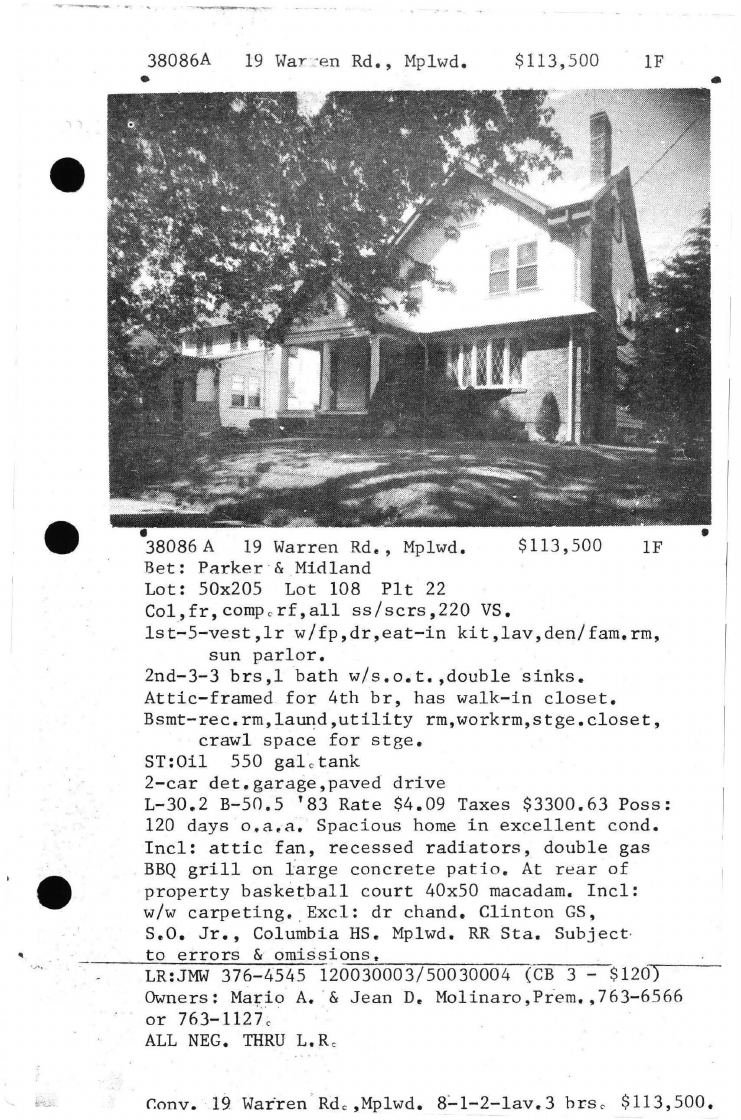 38086A 19 Warren Rd., Mplwd. $113,500 1F
38086A 19 Warren Rd., Mplwd. $113,500 1F
Bet: Parker & Midland
Lot: 50x205 Lot 108 Plt 22
Col,fr,comp.rf,all ss/scrs,220 VS.
1st-5-vest,lr w/fp,dr,eat-in kit,lav,den/fam.rm,
sun parlor.
2nd-3-3 brs,1 bath w/s.o.t.,double sinks.
Attic-framed for 4th br, has walk-in closet.
Bsmt-rec.rm,laund,utility rm,workrm,stge.closet,
crawl space for stge.
ST:Oil 550 gal.tank
2-car det.garage,paved drive
L-30.2 B-50.5 '83 Rate $4.09 Taxes $3300.63 Poss:
120 days o.a.a. Spacious home in excellent cond.
Incl: attic fan, recessed radiators, double gas
BBQ grill on large concrete patio. At rear of
property basketball court 40x50 macadam. Incl:
w/w carpeting. Excl: dr chand. Clinton GS,
S.O. Jr., Columbia HS. Mplwd. RR Sta. Subject
to errors & omissions.
LR:JMW 376-4545 120030003/50030004 (CB 3 - $120)
Owners: Mario A. & Jean D. Molinaro,Prem.,763-6566
or 763-1127.
ALL NEG. THRU L.R.
Conv. 19 Warren Rd.,Mplwd. 8-1-2-lav.3 brs. $113,500.